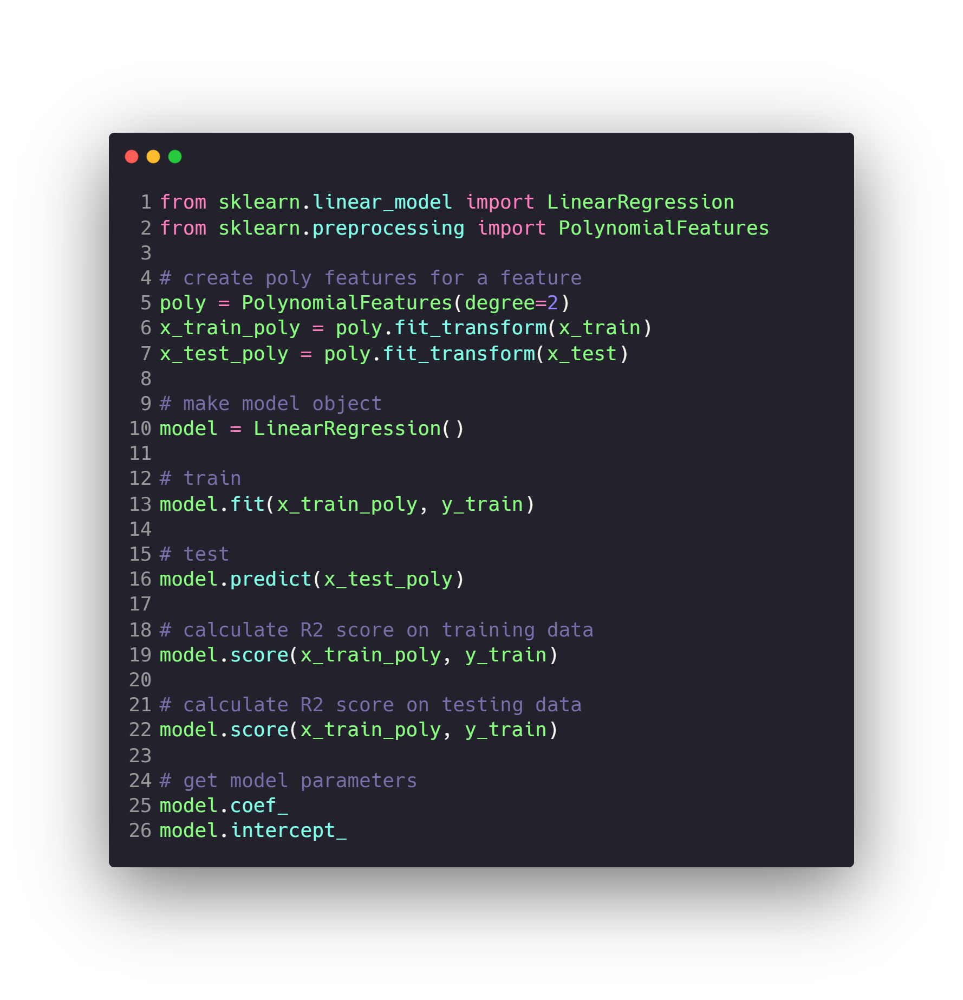 1 from sklearn.linear_model import LinearRegression
2 from sklearn.preprocessing import PolynomialFeatures
3
4 # create poly features for a feature
5 poly = PolynomialFeatures(degree=2)
6 x_train_poly = poly.fit_transform(x_train)
7 x_test_poly = poly.fit_transform(x_test)
8
9 # make model object
10 model = LinearRegression()
11
12 # train
13 model.fit(x_train_poly, y_train)
14
15 # test
16 model.predict(x_test_poly)
17
18 # calculate R2 score on training data
19 model.score(x_train_poly, y_train)
20
21 # calculate R2 score on testing data
22 model.score(x_train_poly, y_train)
23
24 # get model parameters
25 model.coef_
26 model.intercept_